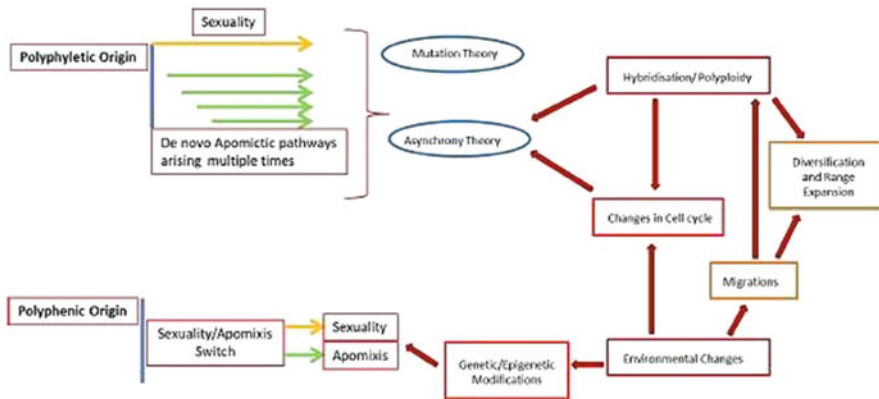 Sexuality
Polyphyletic Origin
Mutation Theory
Hybridisation/ Polyploidy
De novo Apomictic pathways
arising multiple times
Asynchrony Theory
Diversification
and Range
Expansion
Changes in Cell cycle
Migrations
Polyphenic Origin
Sexuality/Apomixis
Switch
Sexuality
Apomixis
Genetic/Epigenetic
Modifications
Environmental Changes